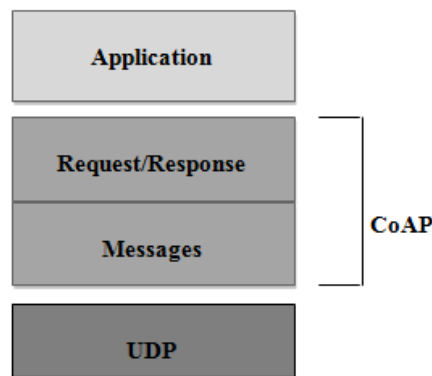 Application
Request/Response
CoAP
Messages
UDP